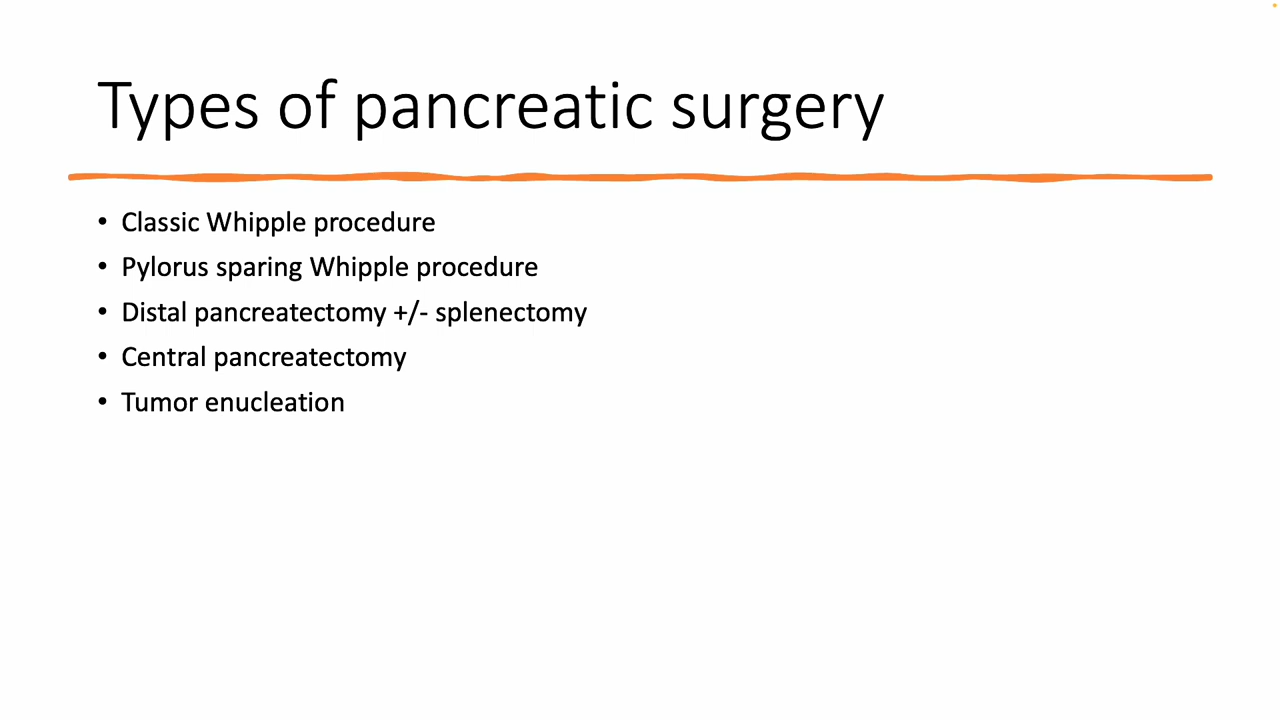 Types of pancreatic surgery
• Classic Whipple procedure
• Pylorus sparing Whipple procedure
• Distal pancreatectomy +/- splenectomy
• Central pancreatectomy
• Tumor enucleation